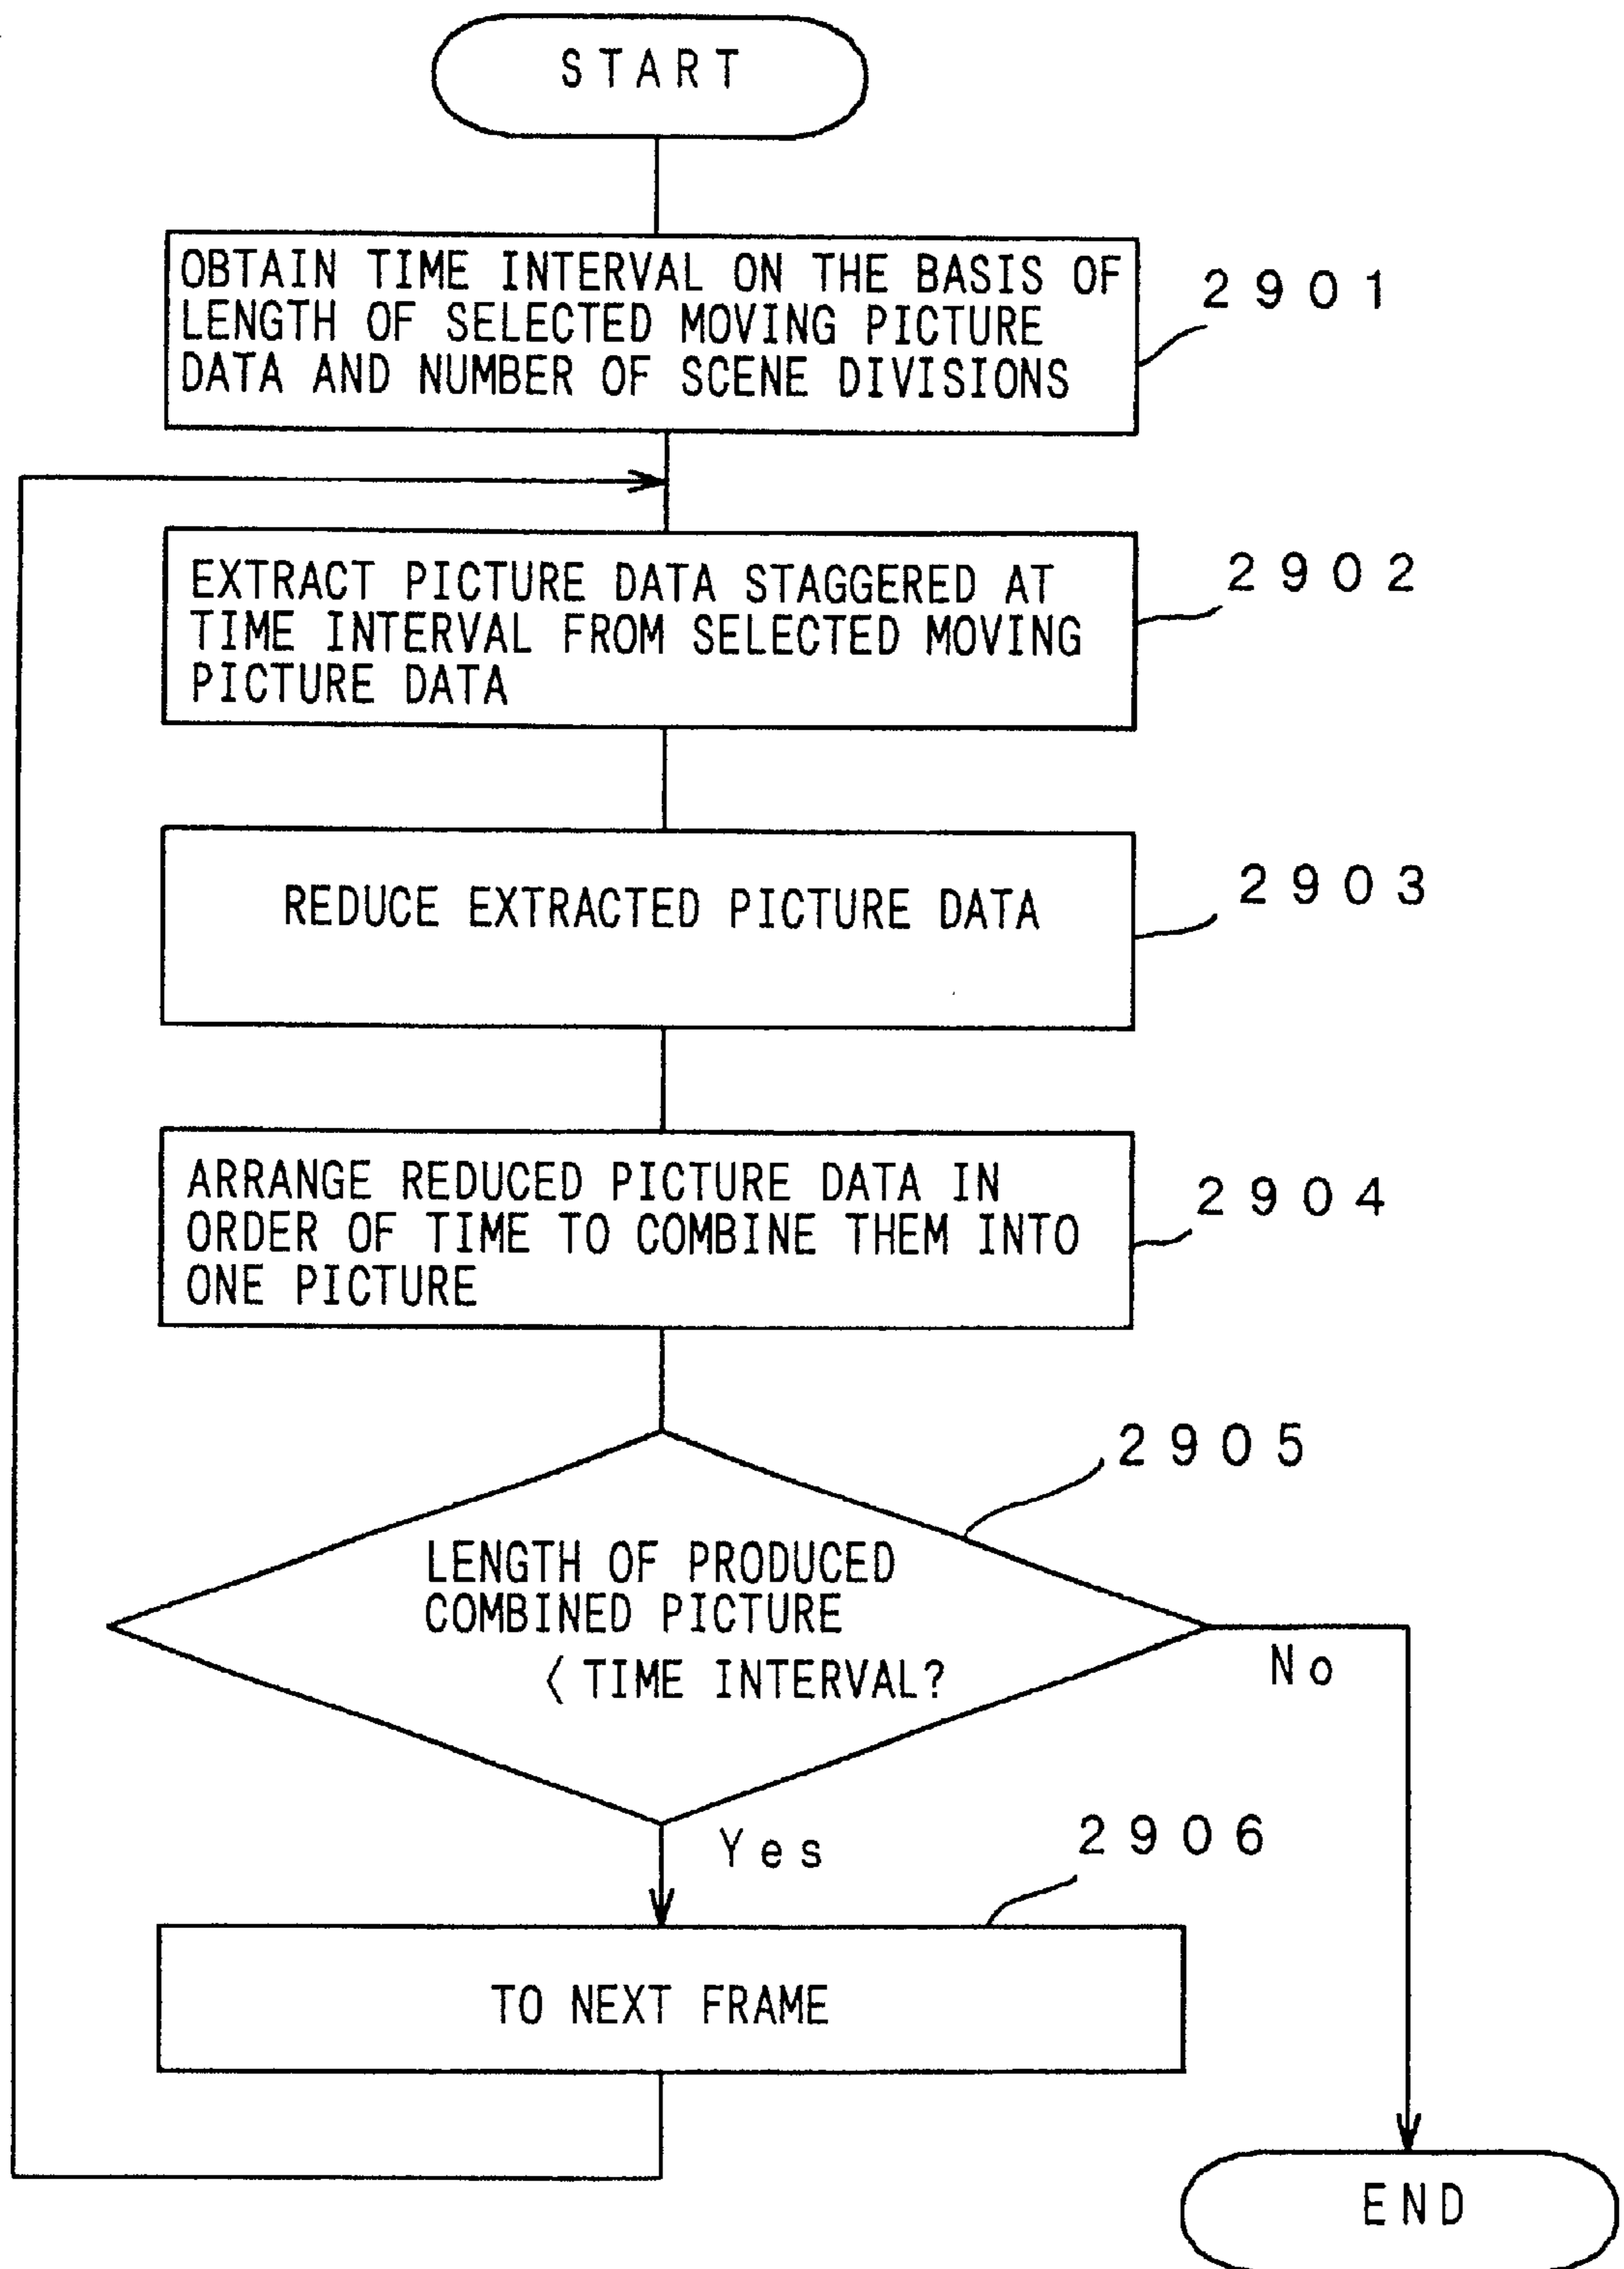 START
OBTAIN TIME INTERVAL ON THE BASIS OF
LENGTH OF SELECTED MOVING PICTURE
DATA AND NUMBER OF SCENE DIVISIONS
2901
EXTRACT PICTURE DATA STAGGERED AT
TIME INTERVAL FROM SELECTED MOVING
PICTURE DATA
2902
REDUCE EXTRACTED PICTURE DATA
2903
ARRANGE REDUCED PICTURE DATA IN
ORDER OF TIME TO COMBINE THEM INTO
ONE PICTURE
2904
2905
LENGTH OF PRODUCED
COMBINED PICTURE
< TIME INTERVAL?
No
Yes
2906
TO NEXT FRAME
END